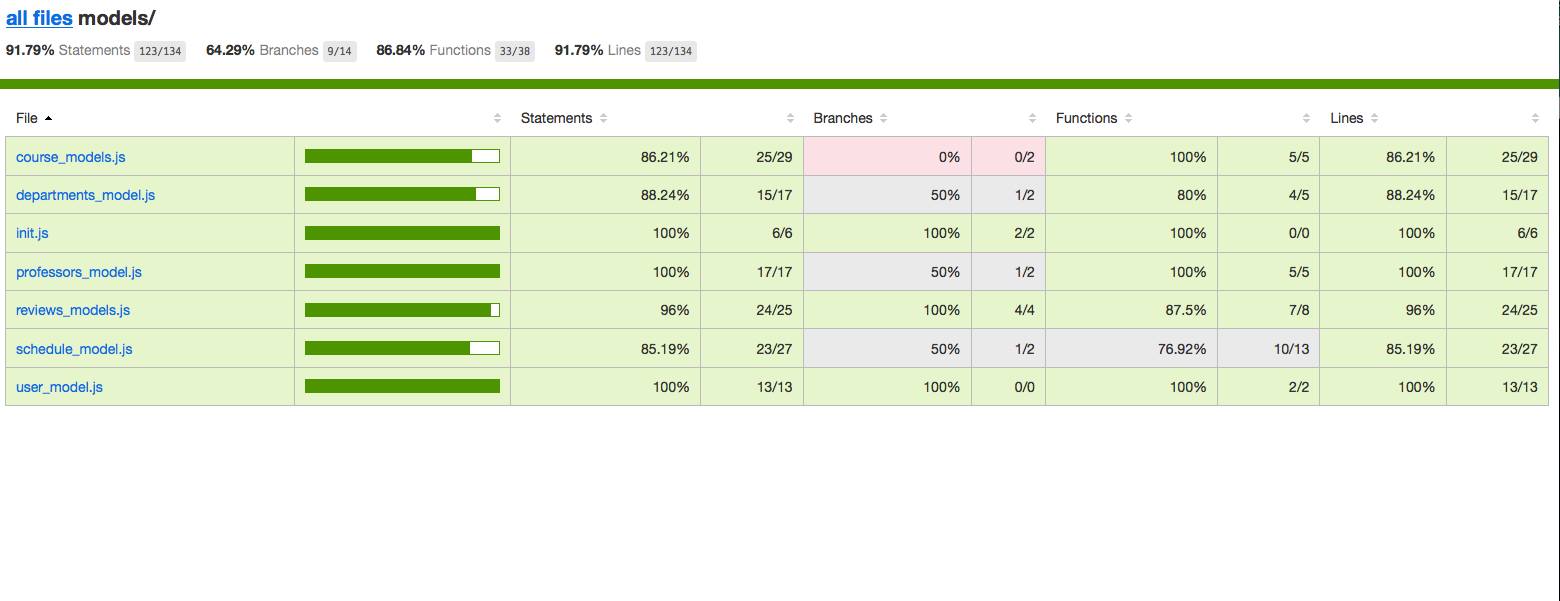 all files models/
91.79% Statements 123/134 64.29% Branches 9/14 86.84% Functions 33/38 91.79% Lines 123/134
File Statements Branches Functions Lines
course_models.js 86.21% 25/29 0% 0/2 100% 5/5 86.21% 25/29
departments_model.js 88.24% 15/17 50% 1/2 80% 4/5 88.24% 15/17
init.js 100% 6/6 100% 2/2 100% 0/0 100% 6/6
professors_model.js 100% 17/17 50% 1/2 100% 5/5 100% 17/17
reviews_models.js 96% 24/25 100% 4/4 87.5% 7/8 96% 24/25
schedule_model.js 85.19% 23/27 50% 1/2 76.92% 10/13 85.19% 23/27
user_model.js 100% 13/13 100% 0/0 100% 2/2 100% 13/13